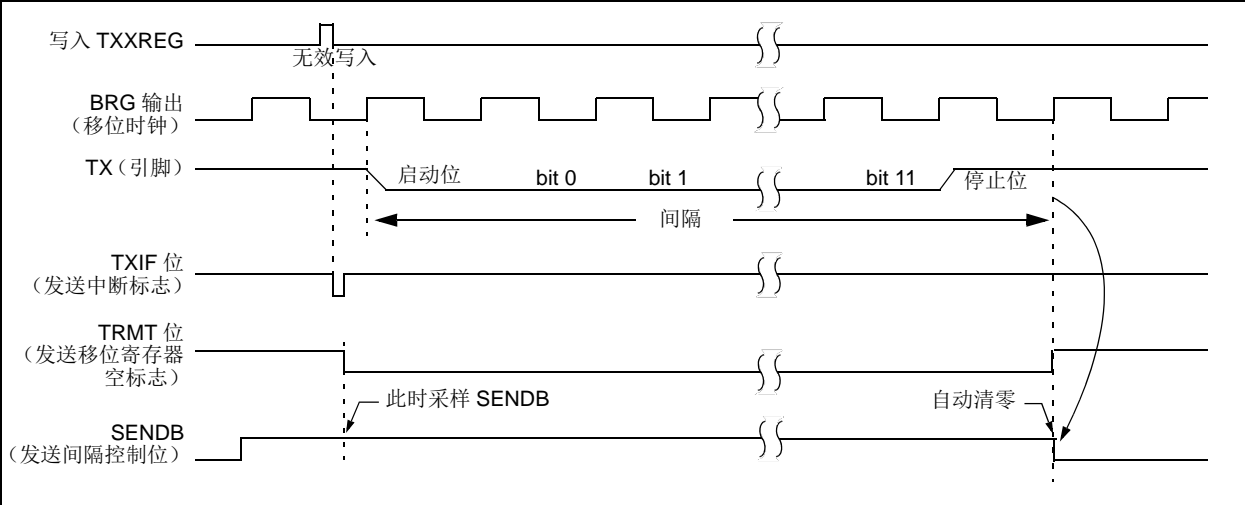 写入 TXXREG
无效写入
BRG 输出
（移位时钟）
TX（引脚）
启动位
bit 0
bit 1
bit 11
停止位
间隔
TXIF 位
（发送中断标志）
TRMT 位
（发送移位寄存器
空标志）
此时采样 SENDB
自动清零
SENDB
（发送间隔控制位）